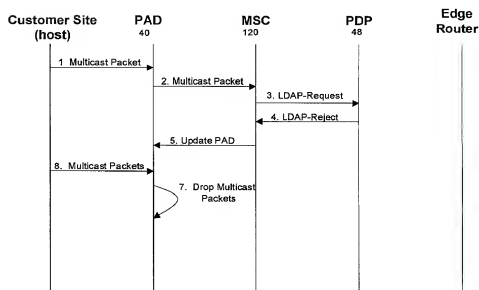 Customer Site
(host)
PAD
40
MSC
120
PDP
48
Edge
Router
1 Multicast Packet
2. Multicast Packet
3. LDAP-Request
4. LDAP-Reject
5. Update PAD
8. Multicast Packets
7. Drop Multicast
Packets